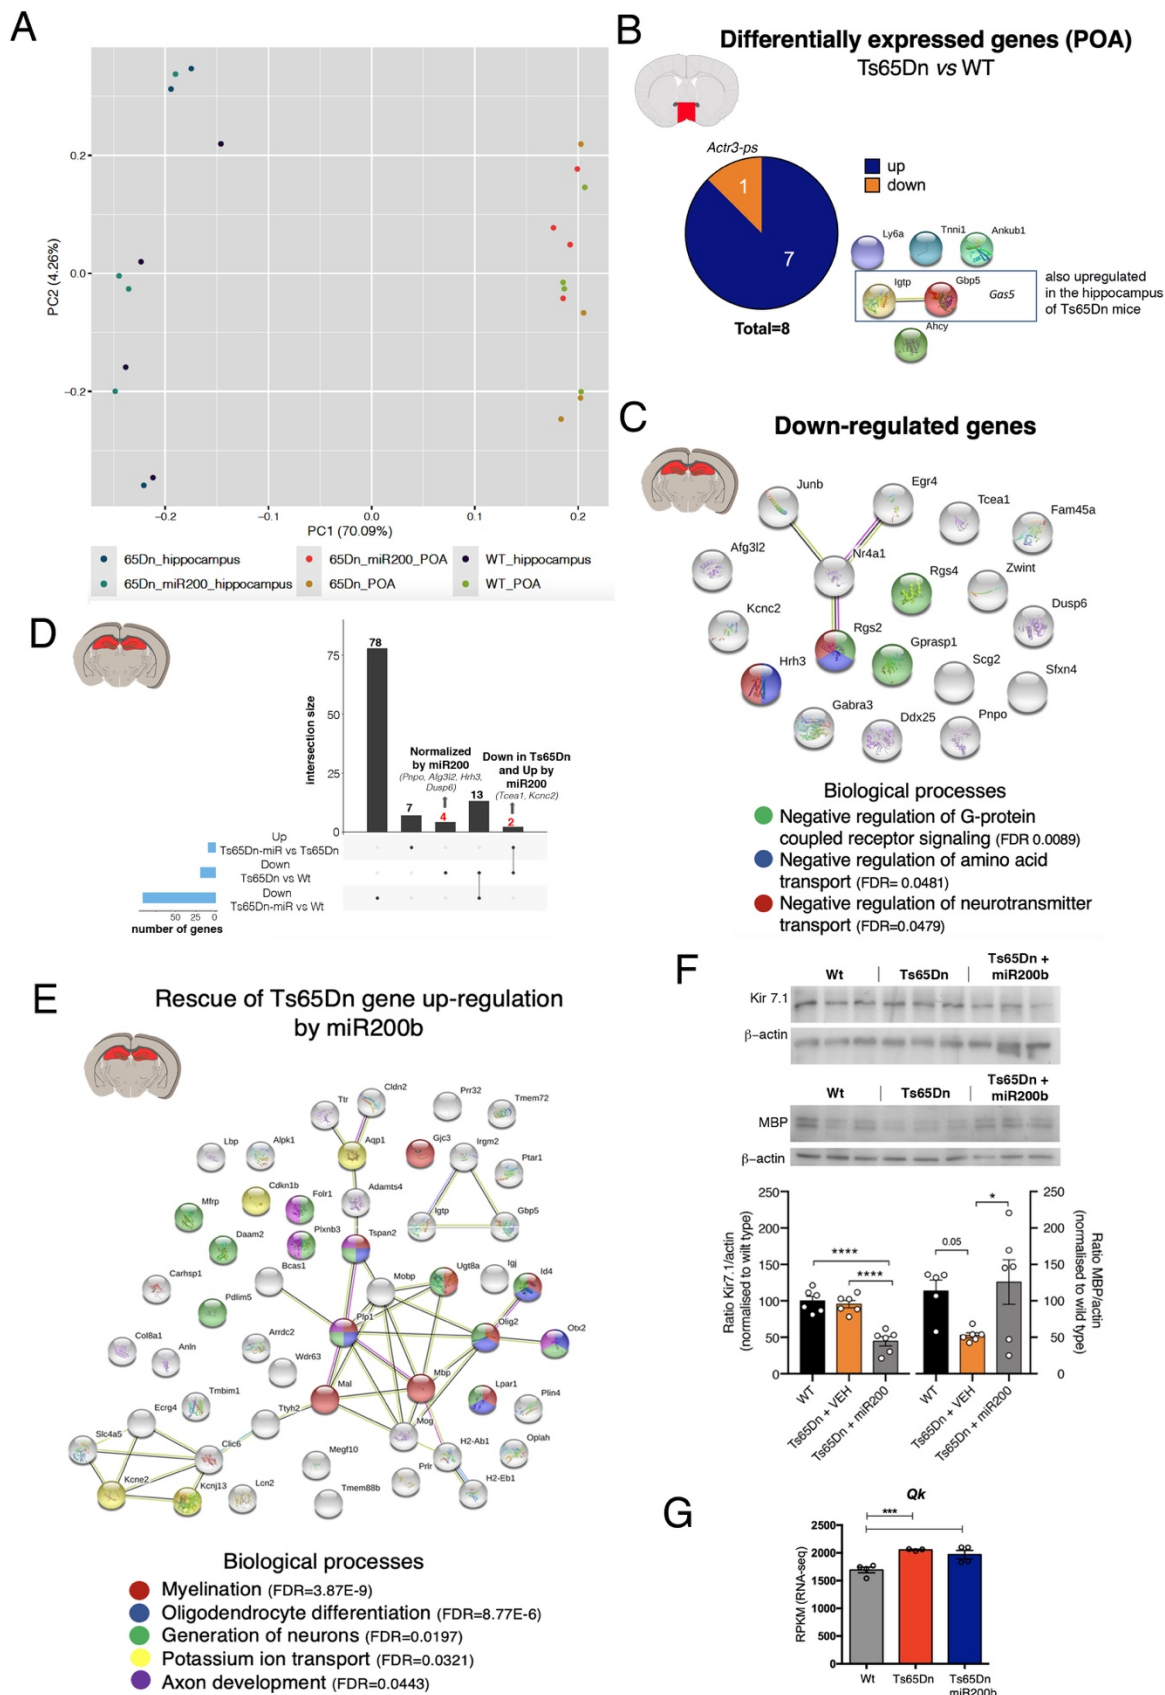 A
0.2
0.0
−0.2
PC2 (4.26%)
−0.2
−0.1
0.0
0.1
0.2
PC1 (70.09%)
65Dn_hippocampus
65Dn_miR200_POA
WT_hippocampus
65Dn_miR200_hippocampus
65Dn_POA
WT_POA
B
Differentially expressed genes (POA)
Ts65Dn vs WT
Actr3-ps
1
7
Total=8
up
down
Ly6a
Tnni1
Ankub1
Igtp
Gbp5
Gas5
Ahcy
also upregulated
in the hippocampus
of Ts65Dn mice
C
Down-regulated genes
Junb
Egr4
Tcea1
Fam45a
Afg3l2
Nr4a1
Rgs4
Zwint
Kcnc2
Rgs2
Gprasp1
Dusp6
Hrh3
Scg2
Sfxn4
Gabra3
Ddx25
Pnpo
Biological processes
Negative regulation of G-protein
coupled receptor signaling (FDR 0.0089)
Negative regulation of amino acid
transport (FDR= 0.0481)
Negative regulation of neurotransmitter
transport (FDR=0.0479)
D
intersection size
75
50
25
0
78
7
4
13
2
Normalized
by miR200
(Pnpo, Afg3l2, Hrh3,
Dusp6)
Down in Ts65Dn
and Up by
miR200
(Tcea1, Kcnc2)
Up
Ts65Dn-miR vs Ts65Dn
Down
Ts65Dn vs Wt
Down
Ts65Dn-miR vs Wt
50 25 0
number of genes
E
Rescue of Ts65Dn gene up-regulation
by miR200b
Ttr
Cldn2
Prr32
Tmem72
Lbp
Alpk1
Aqp1
Gjc3
Irgm2
Ptar1
Cdkn1b
Folr1
Adamts4
Mfrp
Igtp
Gbp5
Daam2
Plxnb3
Tspan2
Bcas1
Mobp
Ugt8a
Igj
Id4
Carhsp1
Pdlim5
Plp1
Olig2
Otx2
Col8a1
Anln
Arrdc2
Wdr63
Mal
Mbp
Lpar1
Plin4
Tmbim1
Ecrg4
Ttyh2
Mog
Slc4a5
Clic6
Megf10
H2-Ab1
Oplah
Kcne2
Kcnj13
Lcn2
Prlr
H2-Eb1
Tmem88b
Biological processes
Myelination (FDR=3.87E-9)
Oligodendrocyte differentiation (FDR=8.77E-6)
Generation of neurons (FDR=0.0197)
Potassium ion transport (FDR=0.0321)
Axon development (FDR=0.0443)
F
Wt | Ts65Dn | Ts65Dn +
miR200b
Kir 7.1
β−actin
Wt | Ts65Dn | Ts65Dn +
miR200b
MBP
β−actin
Ratio Kir7.1/actin
(normalised to wilt type)
250
200
150
100
50
0
****
****
0.05
*
250
200
150
100
50
0
Ratio MBP/actin
(normalised to wild type)
WT
Ts65Dn + VEH
Ts65Dn + miR200
WT
Ts65Dn + VEH
Ts65Dn + miR200
G
Qk
***
RPKM (RNA-seq)
2500
2000
1500
1000
500
0
Wt
Ts65Dn
Ts65Dn
miR200b